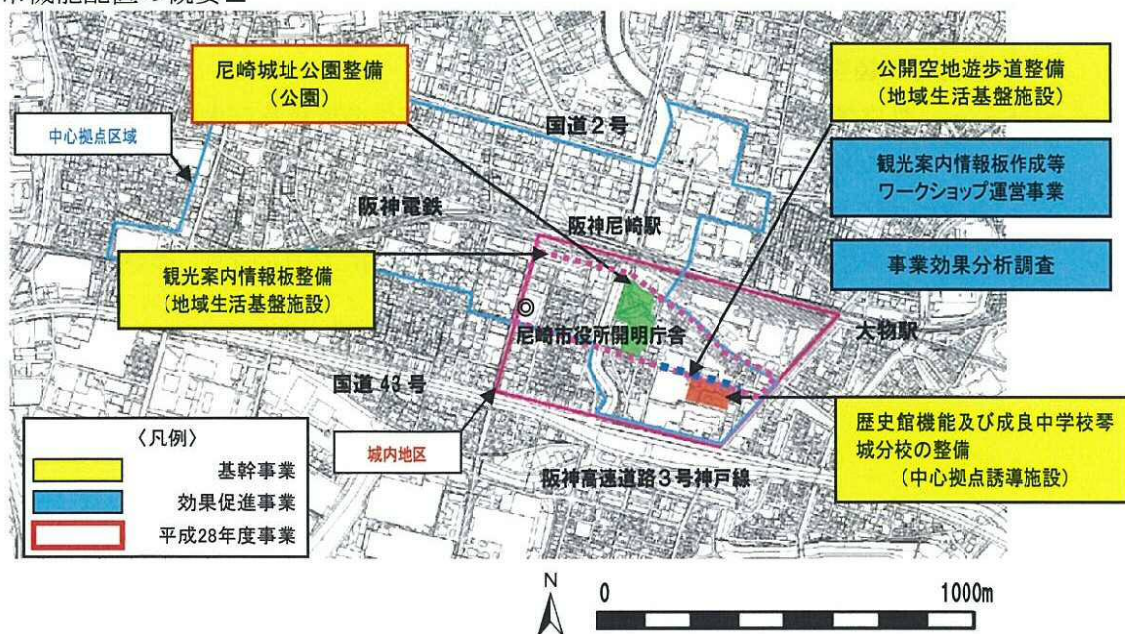 尼崎城址公園整備
(公園)
公開空地遊歩道整備
(地域生活基盤施設)
中心拠点区域
国道2号
観光案内情報板作成等
ワークショップ運営事業
阪神電鉄
阪神尼崎駅
事業効果分析調査
観光案内情報板整備
(地域生活基盤施設)
尼崎市役所開明庁舎
大物駅
国道43号
歴史館機能及び成良中学校琴
城分校の整備
(中心拠点誘導施設)
城内地区
阪神高速道路3号神戸線
〈凡例〉
基幹事業
効果促進事業
平成28年度事業
N
0
1000m